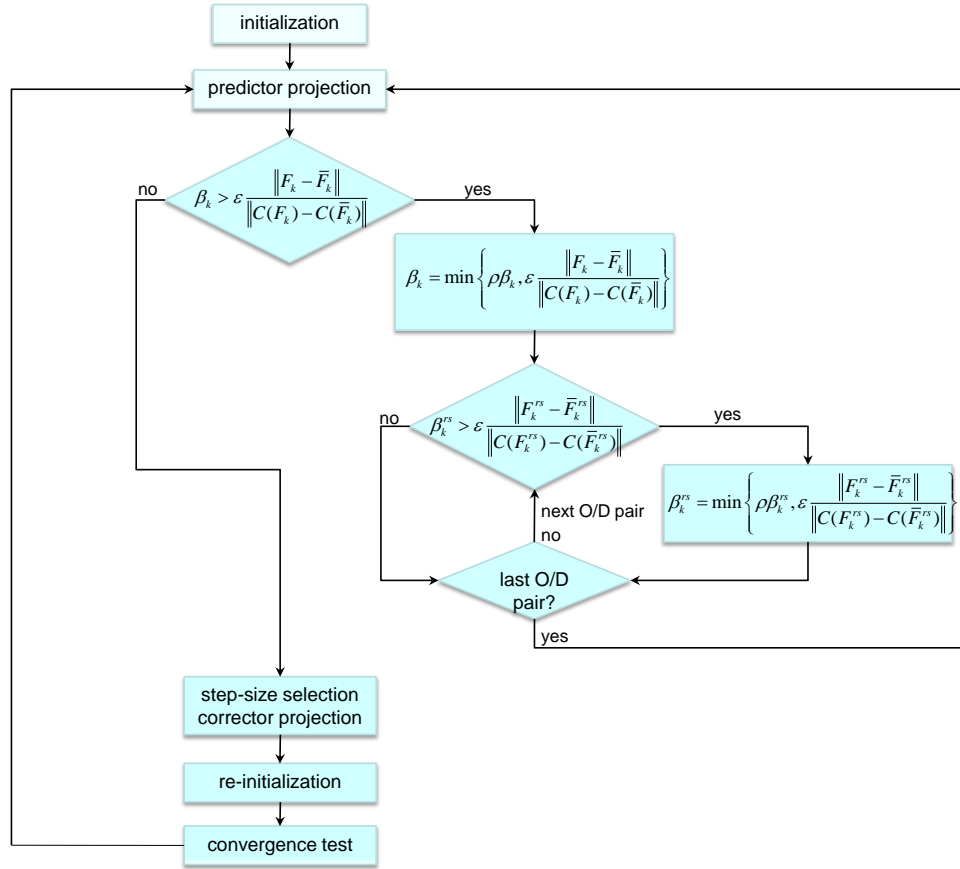 initialization
predictor projection
no
β_k > ε ‖F_k − F̄_k‖ / ‖C(F_k) − C(F̄_k)‖
yes
β_k = min{ρβ_k, ε ‖F_k − F̄_k‖ / ‖C(F_k) − C(F̄_k)‖}
no
β_k^{rs} > ε ‖F_k^{rs} − F̄_k^{rs}‖ / ‖C(F_k^{rs}) − C(F̄_k^{rs})‖
yes
β_k^{rs} = min{ρβ_k^{rs}, ε ‖F_k^{rs} − F̄_k^{rs}‖ / ‖C(F_k^{rs}) − C(F̄_k^{rs})‖}
next O/D pair
no
last O/D
pair?
yes
step-size selection
corrector projection
re-initialization
convergence test